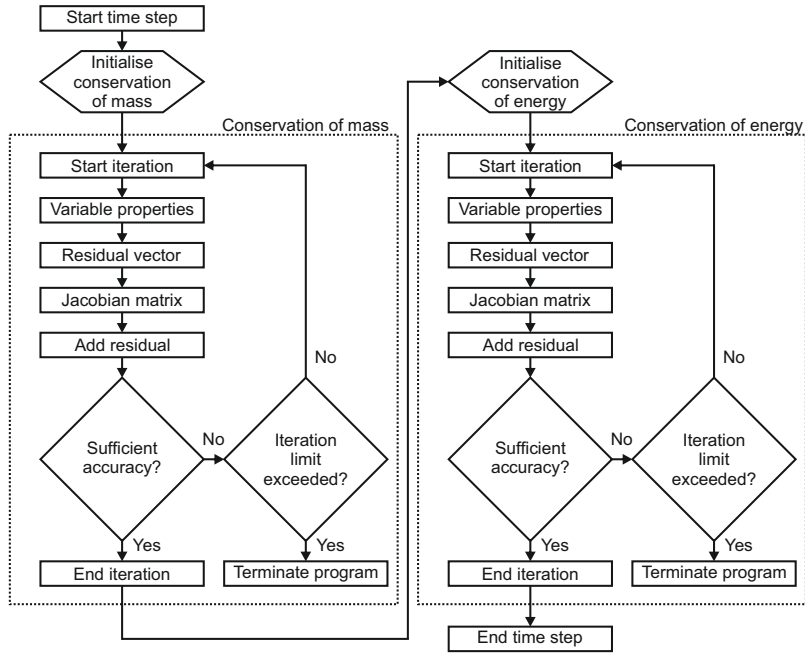 Start time step
Initialise
conservation
of mass
Conservation of mass
Start iteration
Variable properties
Residual vector
Jacobian matrix
Add residual
Sufficient
accuracy?
No
Iteration
limit
exceeded?
No
Yes
Yes
End iteration
Terminate program
Initialise
conservation
of energy
Conservation of energy
Start iteration
Variable properties
Residual vector
Jacobian matrix
Add residual
Sufficient
accuracy?
No
Iteration
limit
exceeded?
No
Yes
Yes
End iteration
Terminate program
End time step